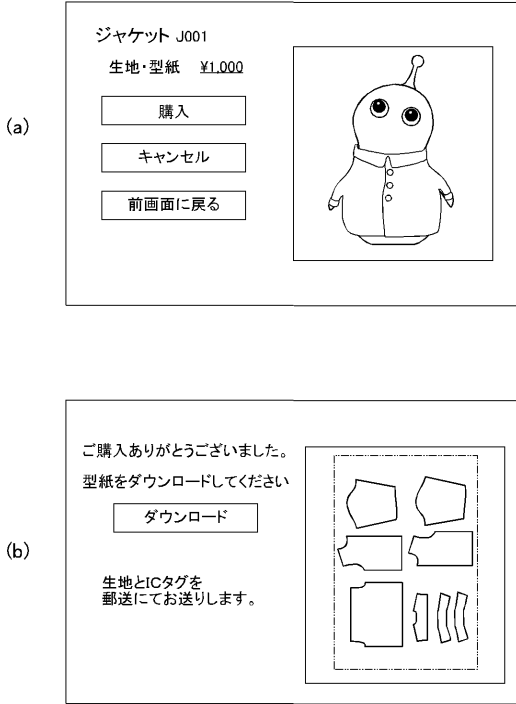 (a)
ジャケット J001
生地・型紙 ¥1,000
購入
キャンセル
前画面に戻る
(b)
ご購入ありがとうございました。
型紙をダウンロードしてください
ダウンロード
生地とICタグを
郵送にてお送りします。